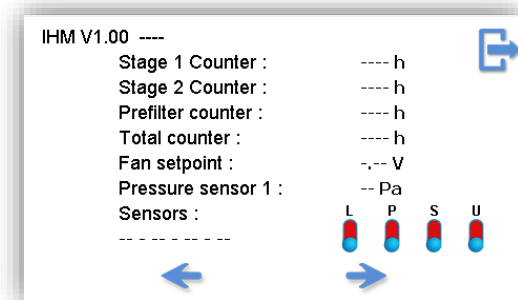 IHM V1.00 ----
Stage 1 Counter : ---- h
Stage 2 Counter : ---- h
Prefilter counter : ---- h
Total counter : ---- h
Fan setpoint : -.-- V
Pressure sensor 1 : -- Pa
Sensors : L P S U
-- - -- - -- - --